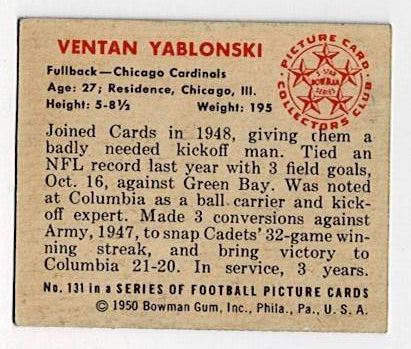 VENTAN YABLONSKI
Fullback—Chicago Cardinals
Age: 27; Residence, Chicago, Ill.
Height: 5-8½ Weight: 195
PICTURE CARD
5 STAR
BOWMAN
SERIES
COLLECTORS CLUB
Joined Cards in 1948, giving them a
badly needed kickoff man. Tied an
NFL record last year with 3 field goals,
Oct. 16, against Green Bay. Was noted
at Columbia as a ball carrier and kick-
off expert. Made 3 conversions against
Army, 1947, to snap Cadets' 32-game win-
ning streak, and bring victory to
Columbia 21-20. In service, 3 years.
No. 131 in a SERIES OF FOOTBALL PICTURE CARDS
©1950 Bowman Gum, Inc., Phila., Pa., U. S. A.